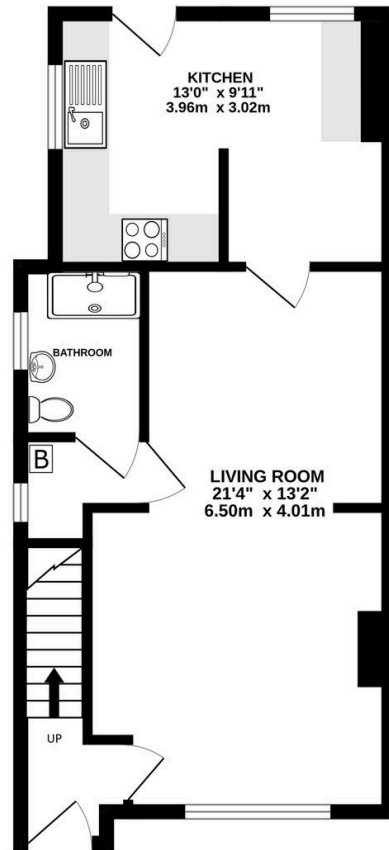 KITCHEN
13'0" x 9'11"
3.96m x 3.02m
BATHROOM
B
LIVING ROOM
21'4" x 13'2"
6.50m x 4.01m
UP